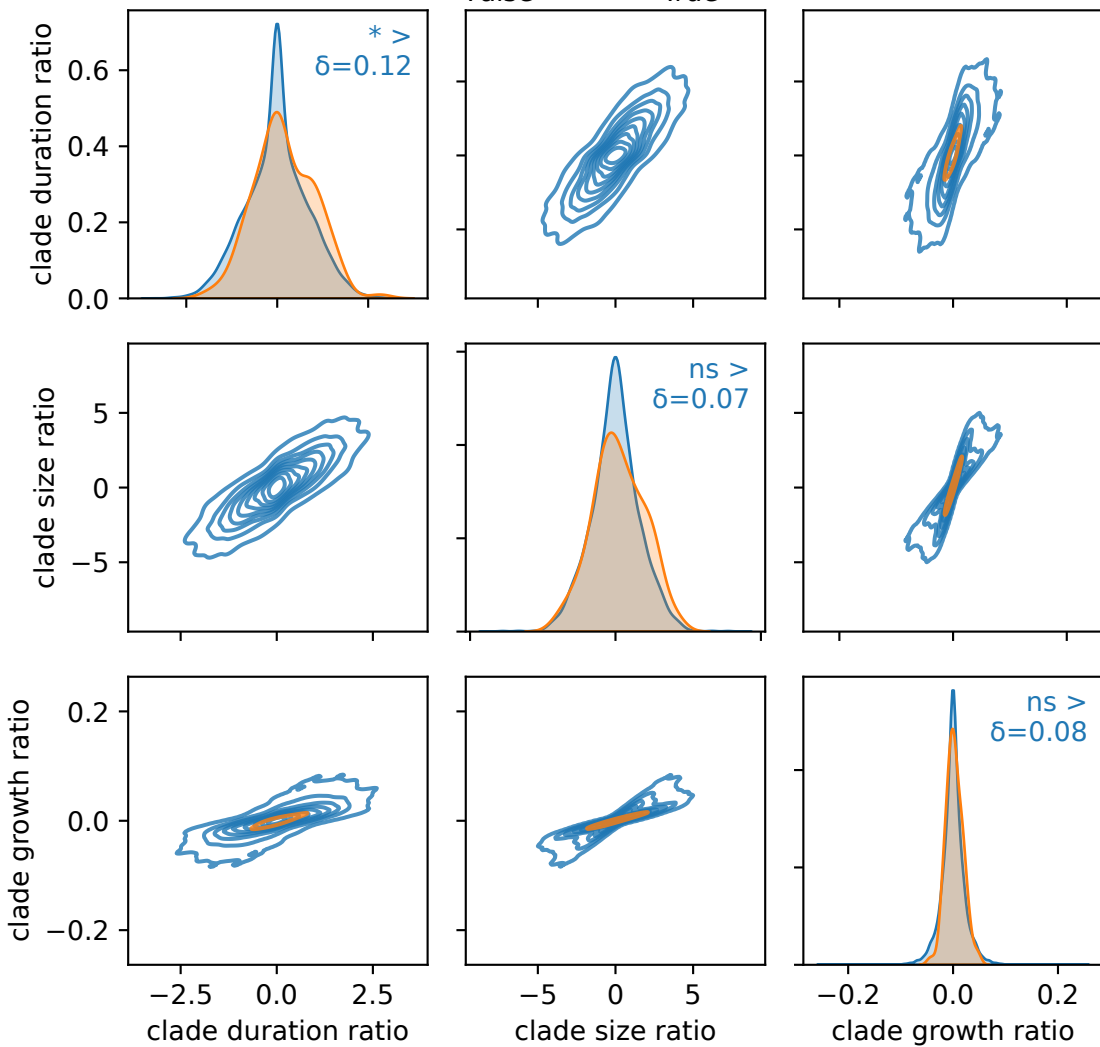 * >
δ=0.12
clade duration ratio
0.6
0.4
0.2
0.0
ns >
δ=0.07
clade size ratio
5
0
−5
ns >
δ=0.08
clade growth ratio
0.2
0.0
−0.2
−2.5 0.0 2.5 −5 0 5 −0.2 0.0 0.2
clade duration ratio clade size ratio clade growth ratio